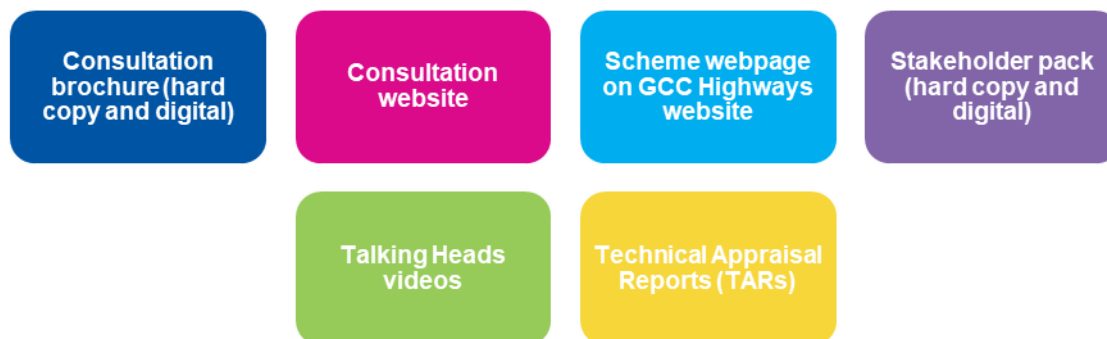 Consultation
brochure (hard
copy and digital)
Consultation
website
Scheme webpage
on GCC Highways
website
Stakeholder pack
(hard copy and
digital)
Talking Heads
videos
Technical Appraisal
Reports (TARs)